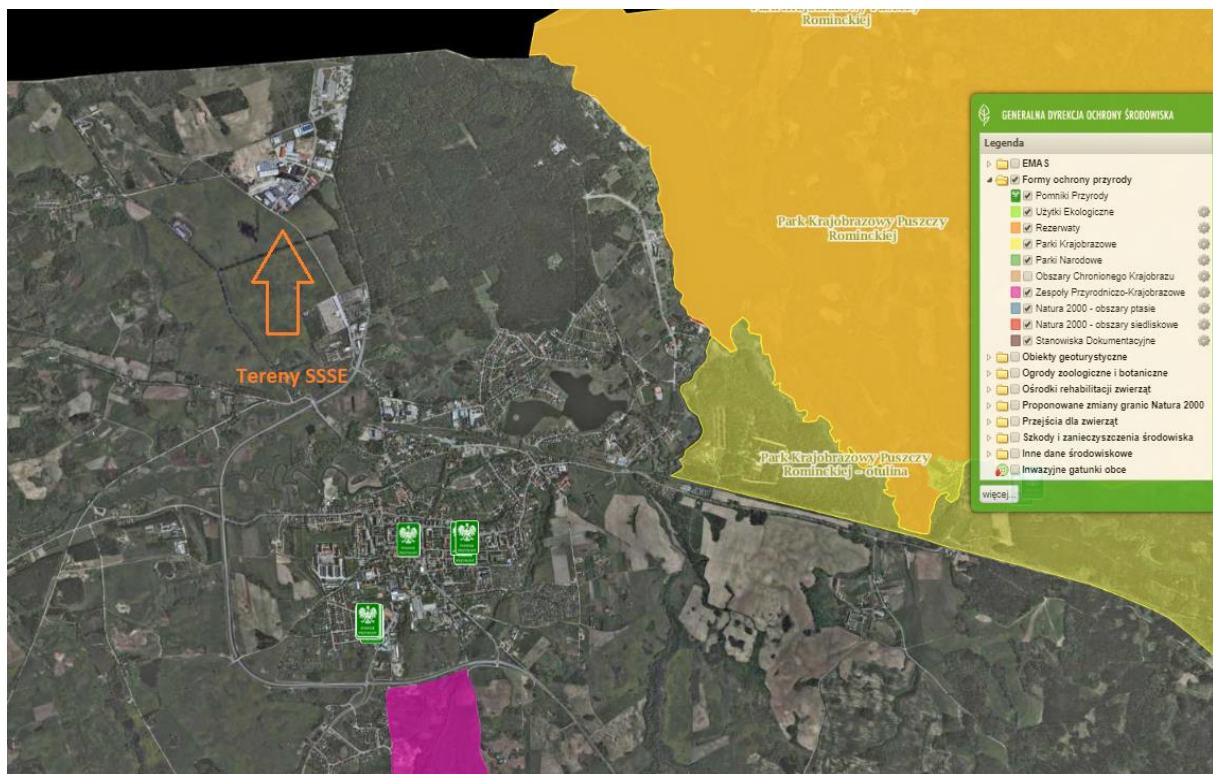 Park Krajobrazowy Puszczy
Rominckiej
GENERALNA DYREKCJA OCHRONY ŚRODOWISKA
Legenda
EMAS
Formy ochrony przyrody
Pomniki Przyrody
Użytki Ekologiczne
Rezerwaty
Parki Krajobrazowe
Parki Narodowe
Obszary Chronionego Krajobrazu
Zespoły Przyrodniczo-Krajobrazowe
Natura 2000 - obszary ptasie
Natura 2000 - obszary siedliskowe
Stanowiska Dokumentacyjne
Obiekty geoturystyczne
Ogrody zoologiczne i botaniczne
Ośrodki rehabilitacji zwierząt
Proponowane zmiany granic Natura 2000
Przejścia dla zwierząt
Szkody i zanieczyszczenia środowiska
Inne dane środowiskowe
Inwazyjne gatunki obce
więcej...
Park Krajobrazowy Puszczy
Rominckiej
Tereny SSSE
Park Krajobrazowy Puszczy
Rominckiej – otulina